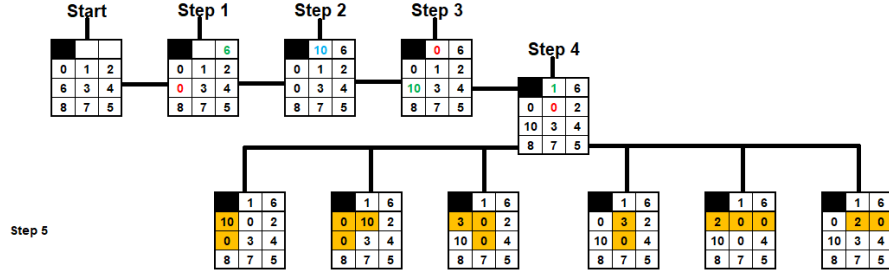 Start Step 1 Step 2 Step 3
6 10 6 0 6
0 1 2 0 1 2 0 1 2 0 1 2
6 3 4 0 3 4 0 3 4 10 3 4
8 7 5 8 7 5 8 7 5 8 7 5
Step 4
1 6
0 0 2
10 3 4
8 7 5
Step 5
1 6 1 6 1 6 1 6 1 6 1 6
10 0 2 0 10 2 3 0 2 0 3 2 2 0 0 0 2 0
0 3 4 0 3 4 10 0 4 10 0 4 10 0 4 10 3 4
8 7 5 8 7 5 8 7 5 8 7 5 8 7 5 8 7 5